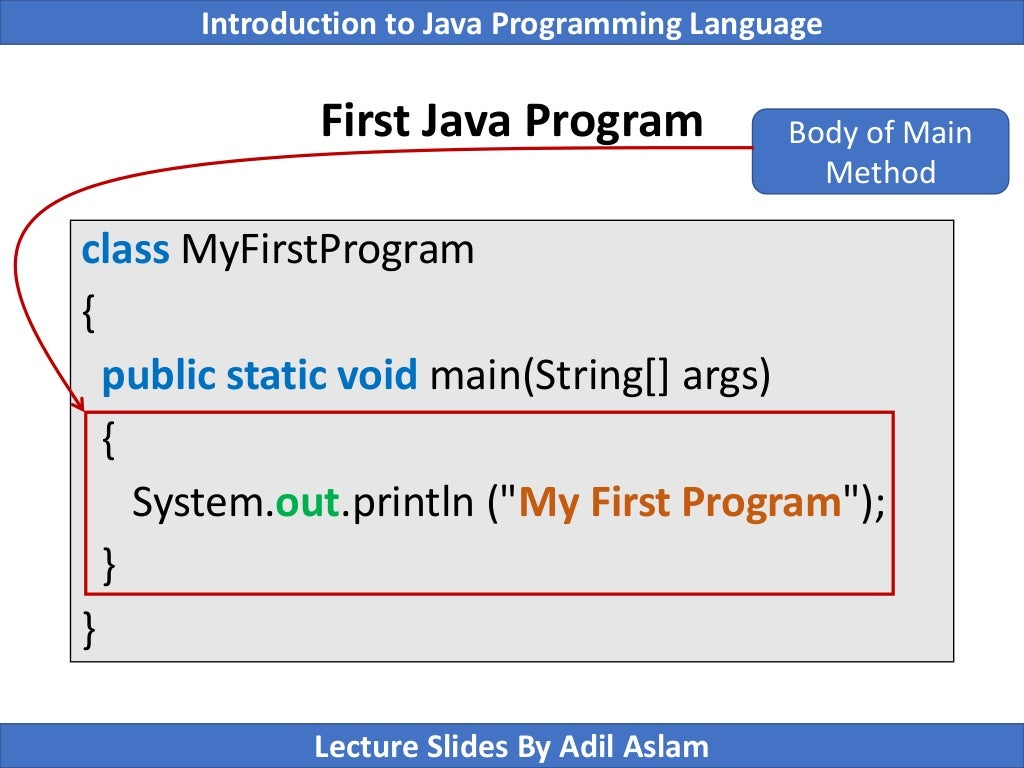 Introduction to Java Programming Language
First Java Program
Body of Main
Method
class MyFirstProgram
{
public static void main(String[] args)
{
System.out.println ("My First Program");
}
}
Lecture Slides By Adil Aslam